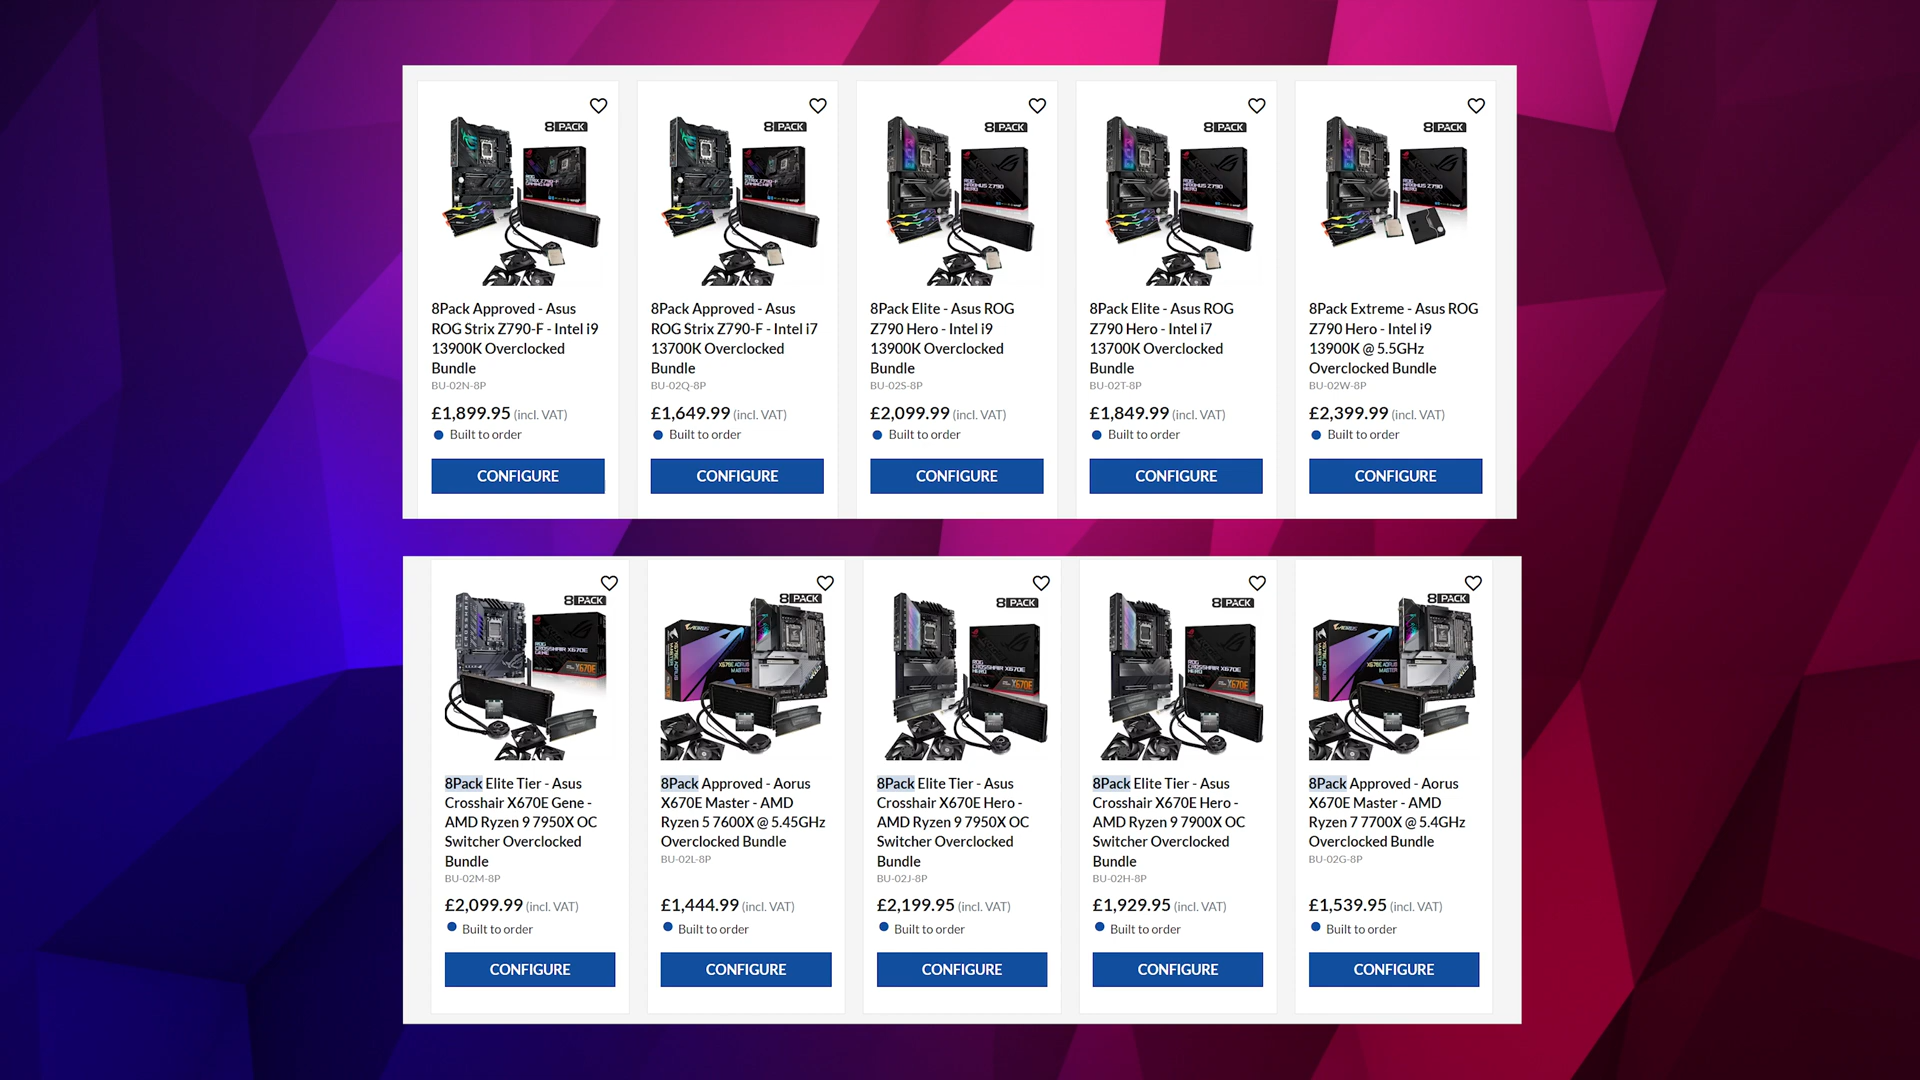 8 PACK
8 PACK
8 PACK
8 PACK
8 PACK
8Pack Approved - Asus
ROG Strix Z790-F - Intel i9
13900K Overclocked
Bundle
BU-02N-8P
£1,899.95 (incl. VAT)
Built to order
CONFIGURE
8Pack Approved - Asus
ROG Strix Z790-F - Intel i7
13700K Overclocked
Bundle
BU-02Q-8P
£1,649.99 (incl. VAT)
Built to order
CONFIGURE
8Pack Elite - Asus ROG
Z790 Hero - Intel i9
13900K Overclocked
Bundle
BU-02S-8P
£2,099.99 (incl. VAT)
Built to order
CONFIGURE
8Pack Elite - Asus ROG
Z790 Hero - Intel i7
13700K Overclocked
Bundle
BU-02T-8P
£1,849.99 (incl. VAT)
Built to order
CONFIGURE
8Pack Extreme - Asus ROG
Z790 Hero - Intel i9
13900K @ 5.5GHz
Overclocked Bundle
BU-02W-8P
£2,399.99 (incl. VAT)
Built to order
CONFIGURE
8 PACK
8 PACK
8 PACK
8 PACK
8 PACK
8Pack Elite Tier - Asus
Crosshair X670E Gene -
AMD Ryzen 9 7950X OC
Switcher Overclocked
Bundle
BU-02M-8P
£2,099.99 (incl. VAT)
Built to order
CONFIGURE
8Pack Approved - Aorus
X670E Master - AMD
Ryzen 5 7600X @ 5.45GHz
Overclocked Bundle
BU-02L-8P
£1,444.99 (incl. VAT)
Built to order
CONFIGURE
8Pack Elite Tier - Asus
Crosshair X670E Hero -
AMD Ryzen 9 7950X OC
Switcher Overclocked
Bundle
BU-02J-8P
£2,199.95 (incl. VAT)
Built to order
CONFIGURE
8Pack Elite Tier - Asus
Crosshair X670E Hero -
AMD Ryzen 9 7900X OC
Switcher Overclocked
Bundle
BU-02H-8P
£1,929.95 (incl. VAT)
Built to order
CONFIGURE
8Pack Approved - Aorus
X670E Master - AMD
Ryzen 7 7700X @ 5.4GHz
Overclocked Bundle
BU-02G-8P
£1,539.95 (incl. VAT)
Built to order
CONFIGURE